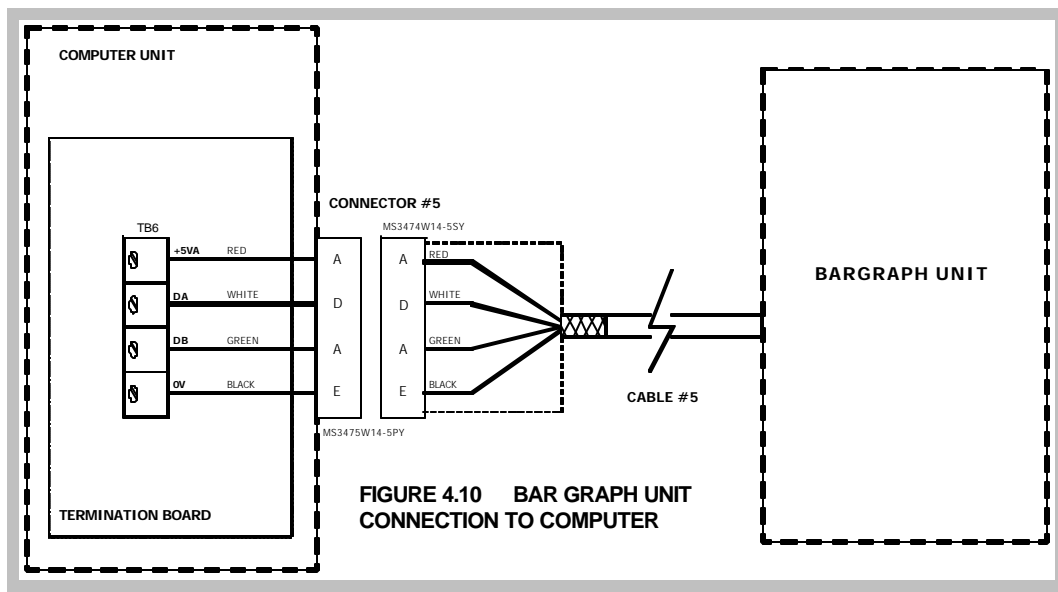 COMPUTER UNIT
CONNECTOR #5
TB6
MS3474W14-5SY
+5VA RED A A RED
DA WHITE D D WHITE
DB GREEN A A GREEN
0V BLACK E E BLACK
MS3475W14-5PY
BARGRAPH UNIT
CABLE #5
TERMINATION BOARD
FIGURE 4.10 BAR GRAPH UNIT
CONNECTION TO COMPUTER